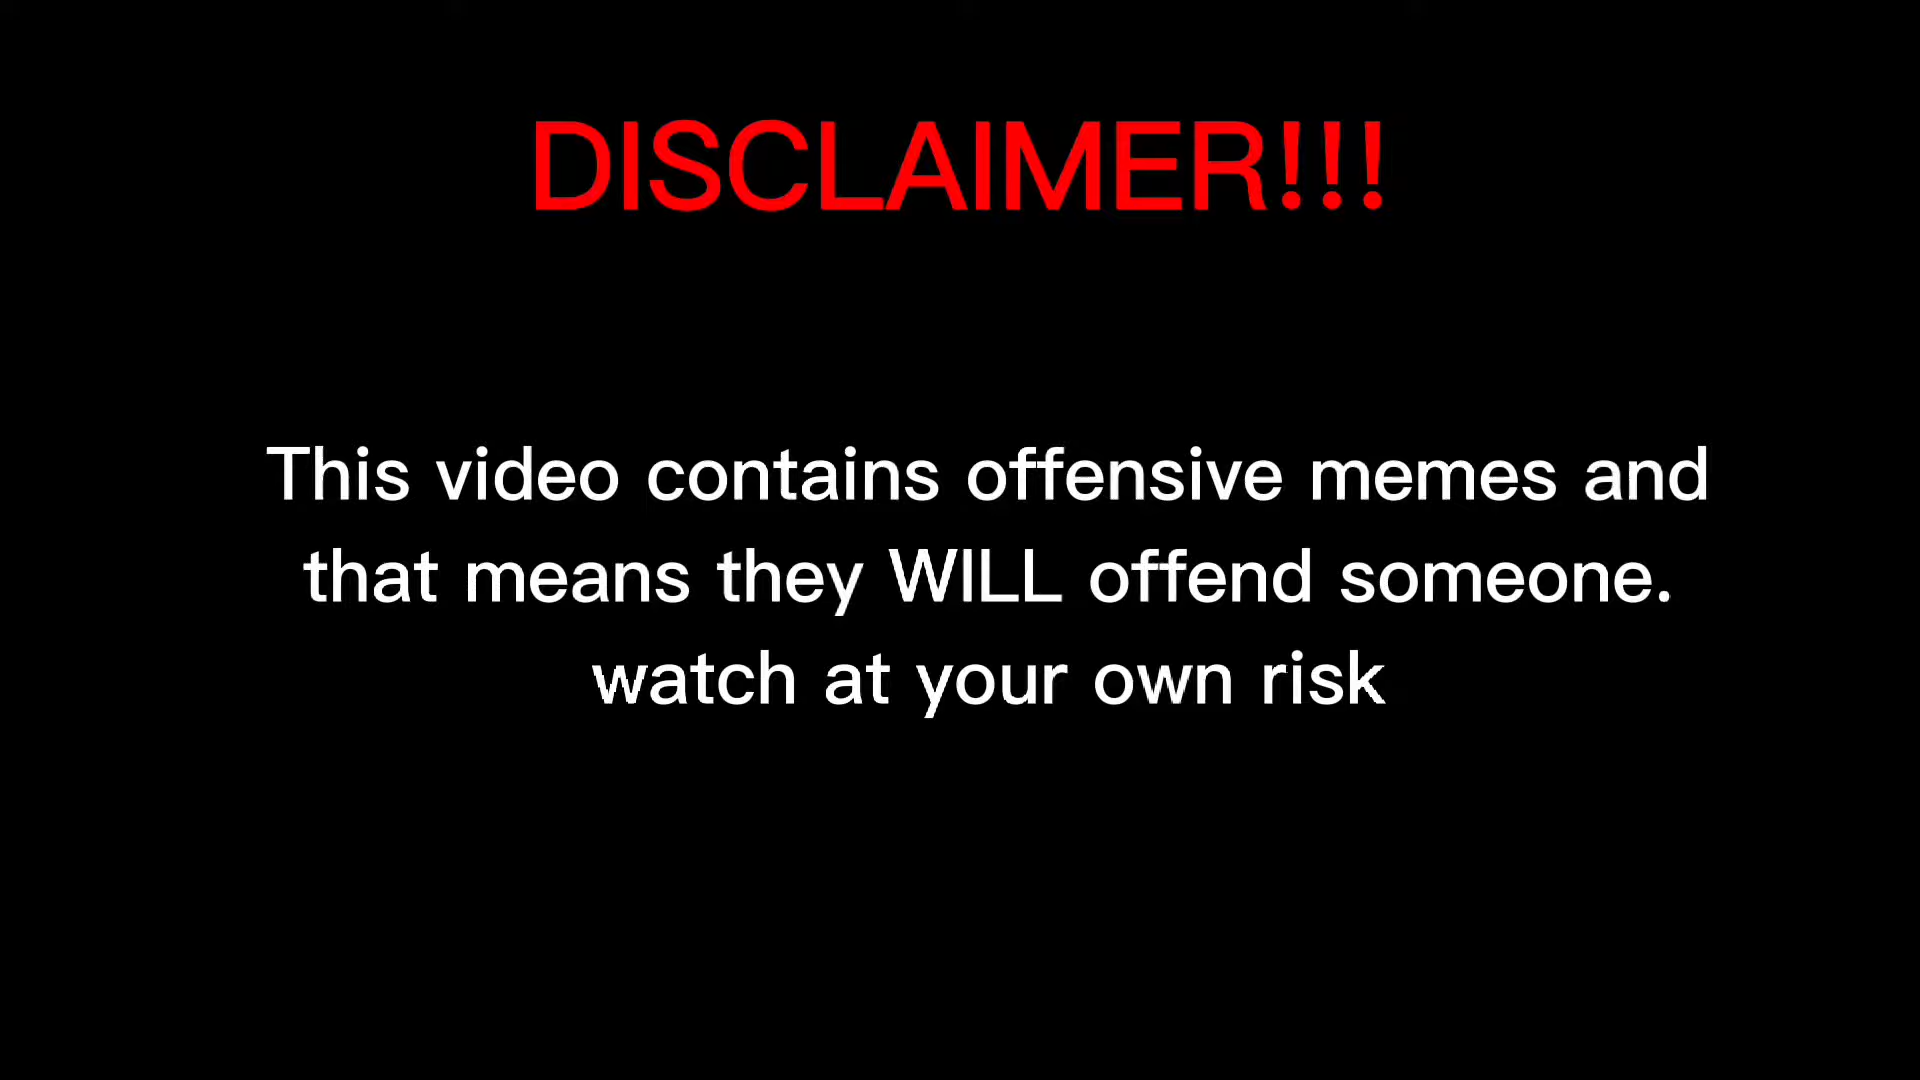 DISCLAIMER!!!
This video contains offensive memes and
that means they WILL offend someone.
watch at your own risk